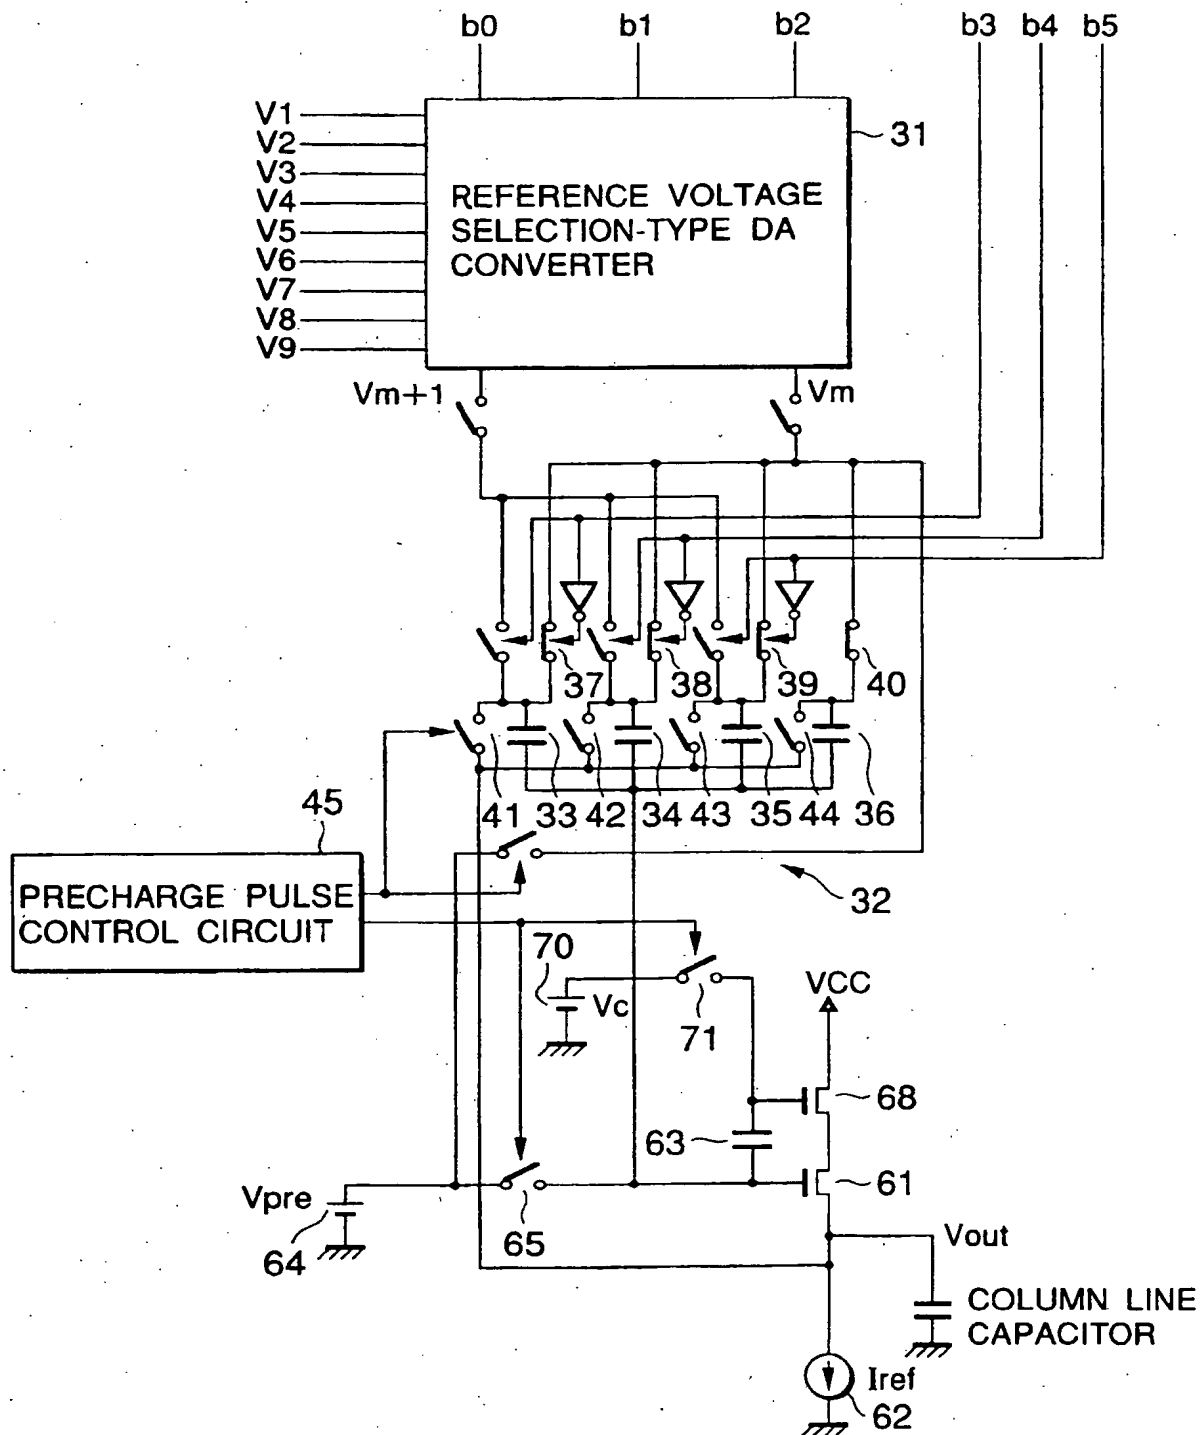 b0 b1 b2 b3 b4 b5
V1
V2
V3
V4
V5
V6
V7
V8
V9
31
REFERENCE VOLTAGE
SELECTION-TYPE DA
CONVERTER
Vm+1 Vm
37 38 39 40
41 33 42 34 43 35 44 36
45
PRECHARGE PULSE
CONTROL CIRCUIT
32
70
Vc
71
VCC
68
63
61
Vpre
64
65
Vout
COLUMN LINE
CAPACITOR
Iref
62